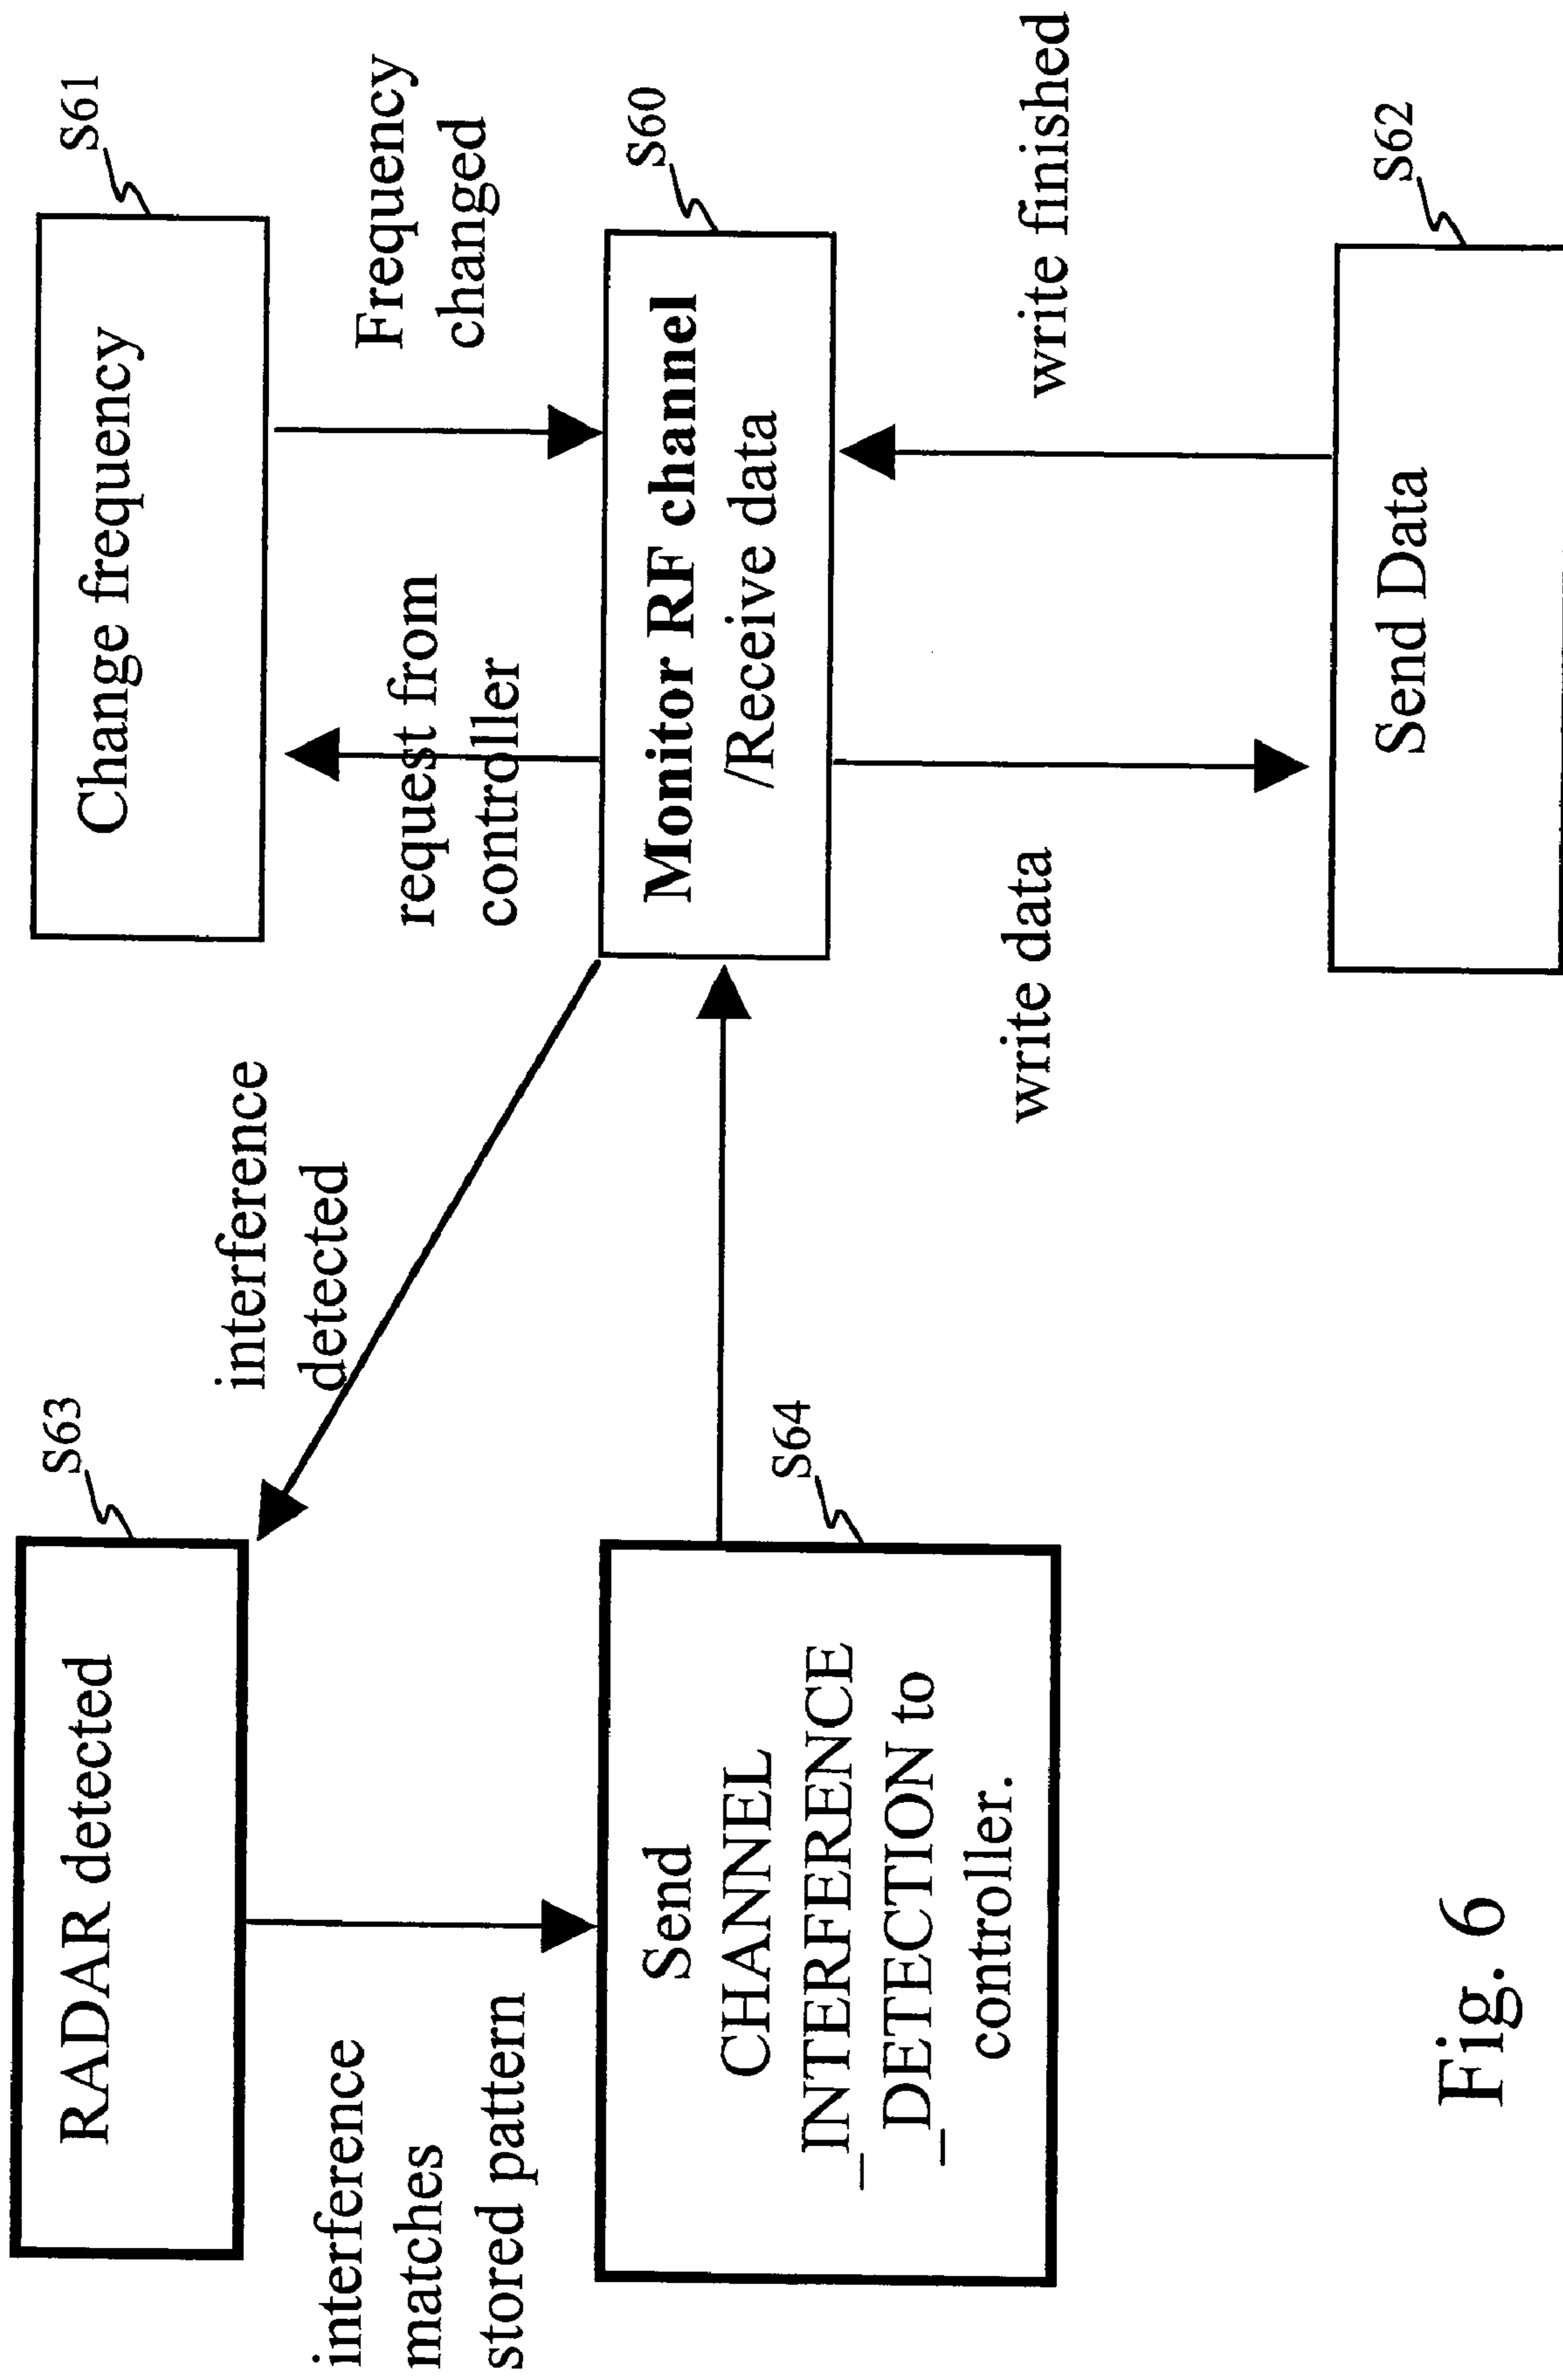 RADAR detected
S63
interference
detected
Change frequency
S61
interference
matches
stored pattern
request from
controller
Frequency
changed
Send
CHANNEL
_INTERFERENCE
_DETECTION to
controller.
S64
Monitor RF channel
/Receive data
S60
write data
write finished
Send Data
S62
Fig. 6